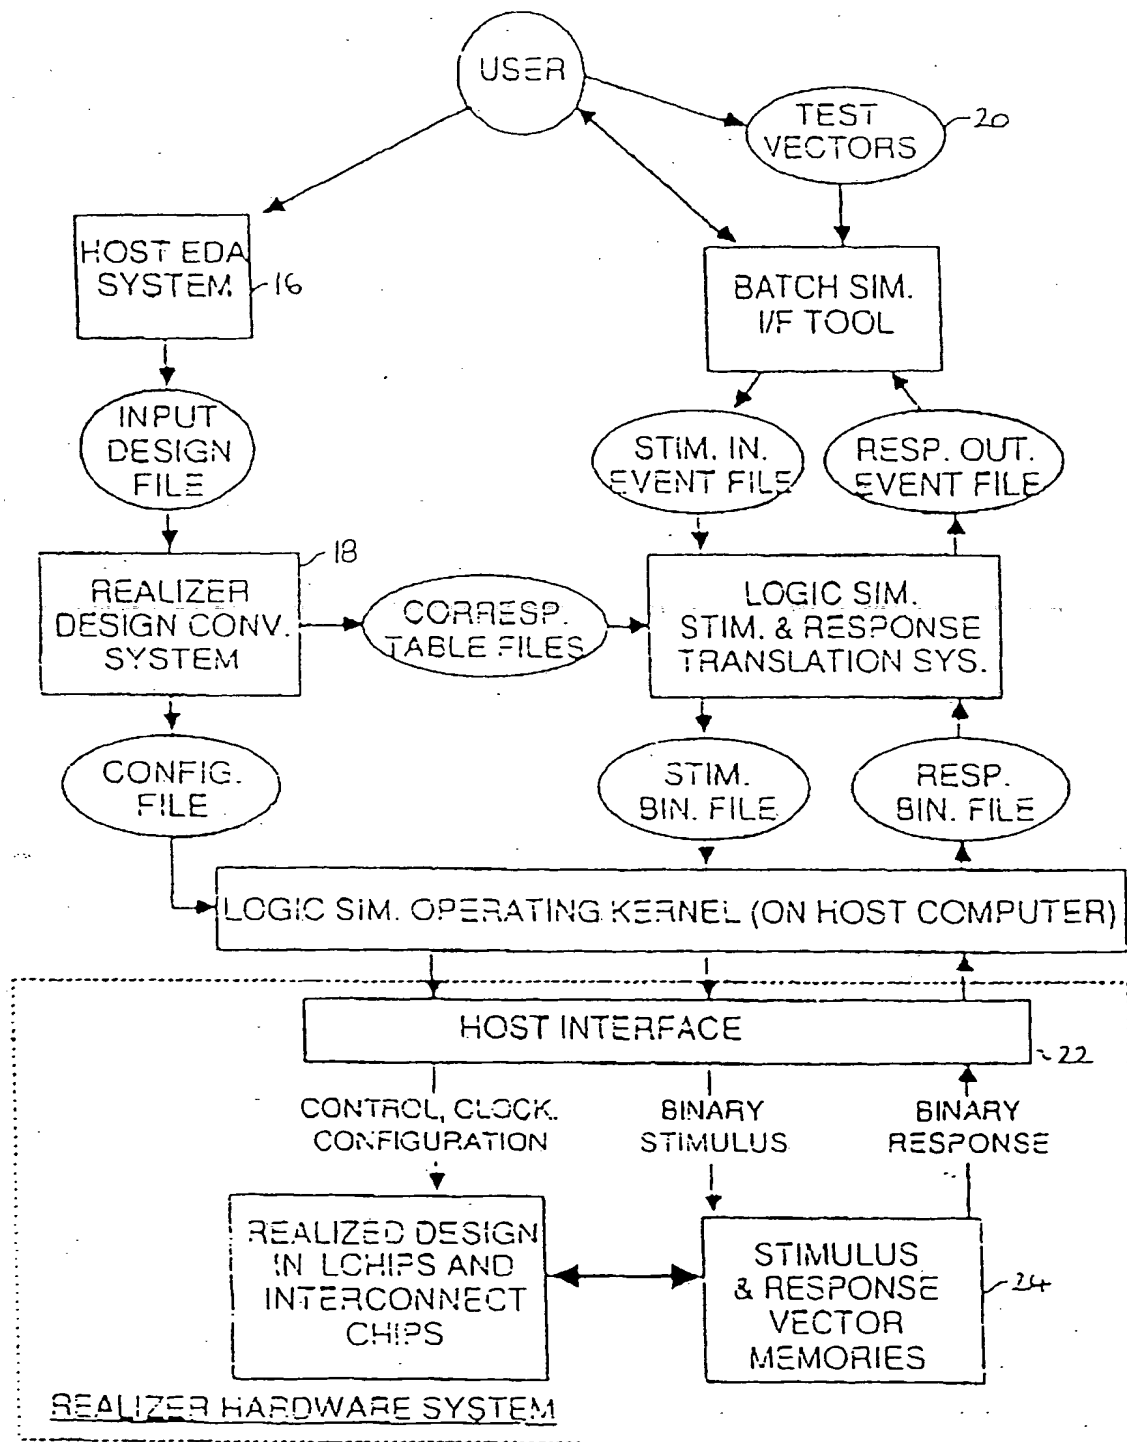 USER
TEST
VECTORS
20
HOST EDA
SYSTEM
16
BATCH SIM.
I/F TOOL
INPUT
DESIGN
FILE
STIM. IN.
EVENT FILE
RESP. OUT.
EVENT FILE
18
REALIZER
DESIGN CONV.
SYSTEM
CORRESP.
TABLE FILES
LOGIC SIM.
STIM. & RESPONSE
TRANSLATION SYS.
CONFIG.
FILE
STIM.
BIN. FILE
RESP.
BIN. FILE
LOGIC SIM. OPERATING KERNEL (ON HOST COMPUTER)
HOST INTERFACE
22
CONTROL, CLOCK.
CONFIGURATION
BINARY
STIMULUS
BINARY
RESPONSE
REALIZED DESIGN
IN LCHIPS AND
INTERCONNECT
CHIPS
STIMULUS
& RESPONSE
VECTOR
MEMORIES
24
REALIZER HARDWARE SYSTEM